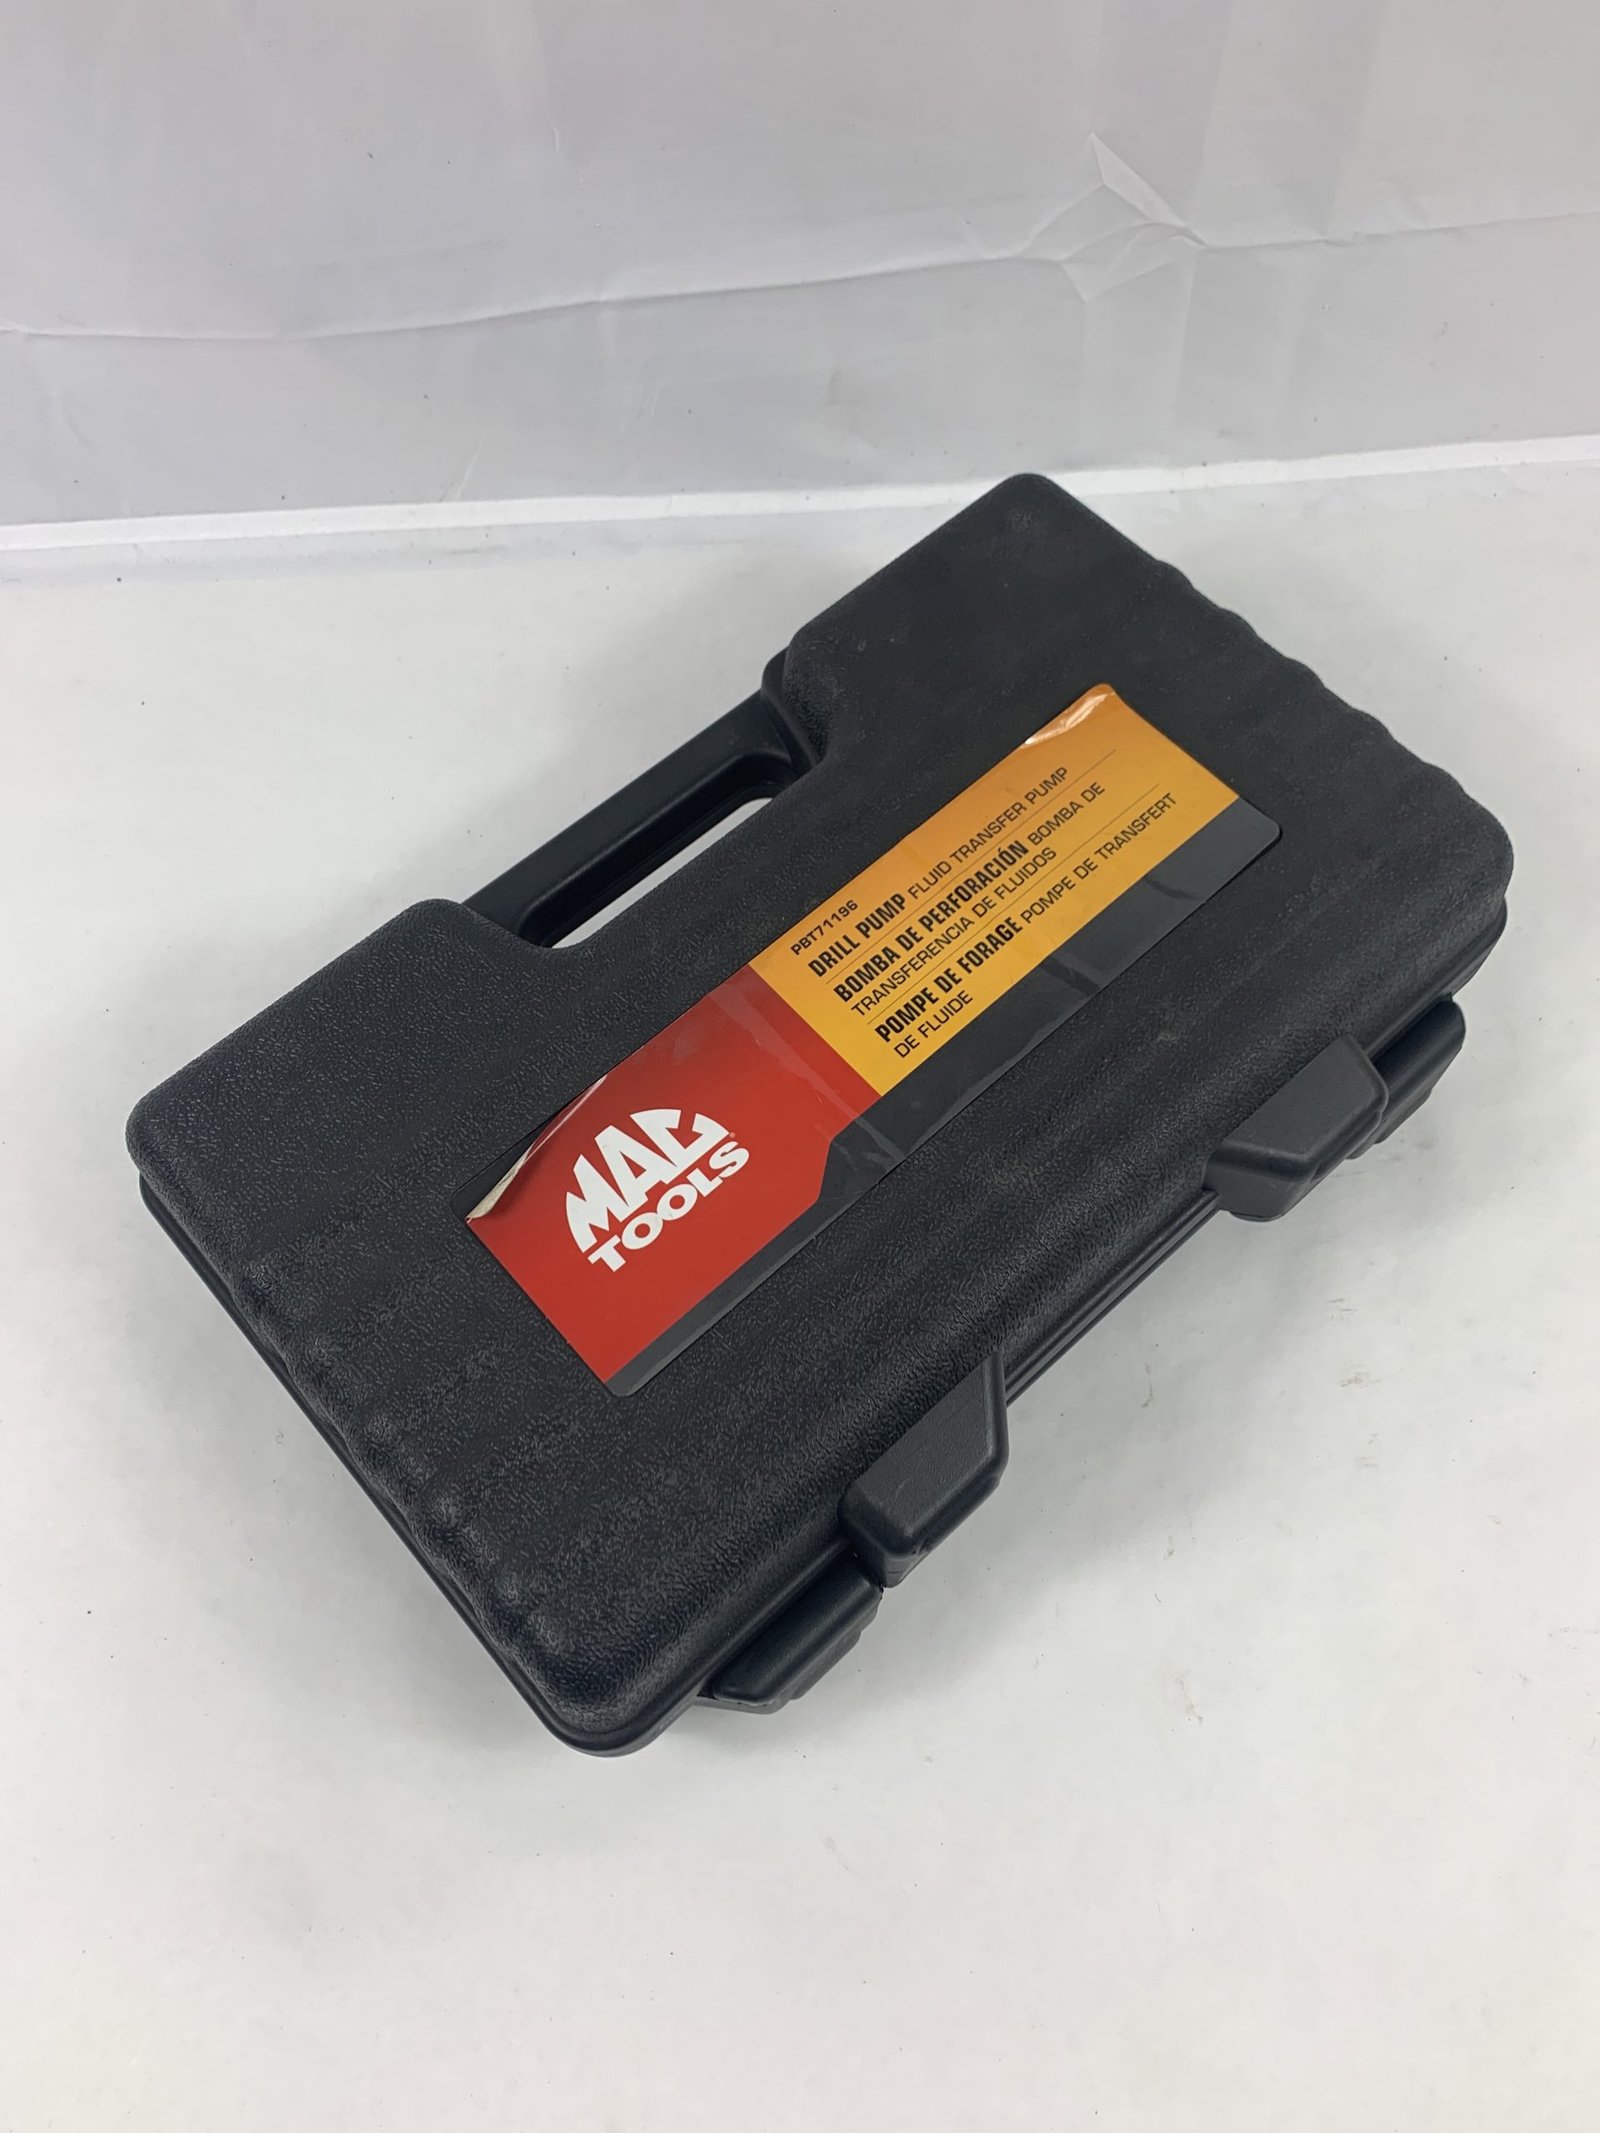 MAC
TOOLS
PBT71196
DRILL PUMP FLUID TRANSFER PUMP
BOMBA DE PERFORACIÓN BOMBA DE
TRANSFERENCIA DE FLUIDOS
POMPE DE FORAGE POMPE DE TRANSFERT
DE FLUIDE